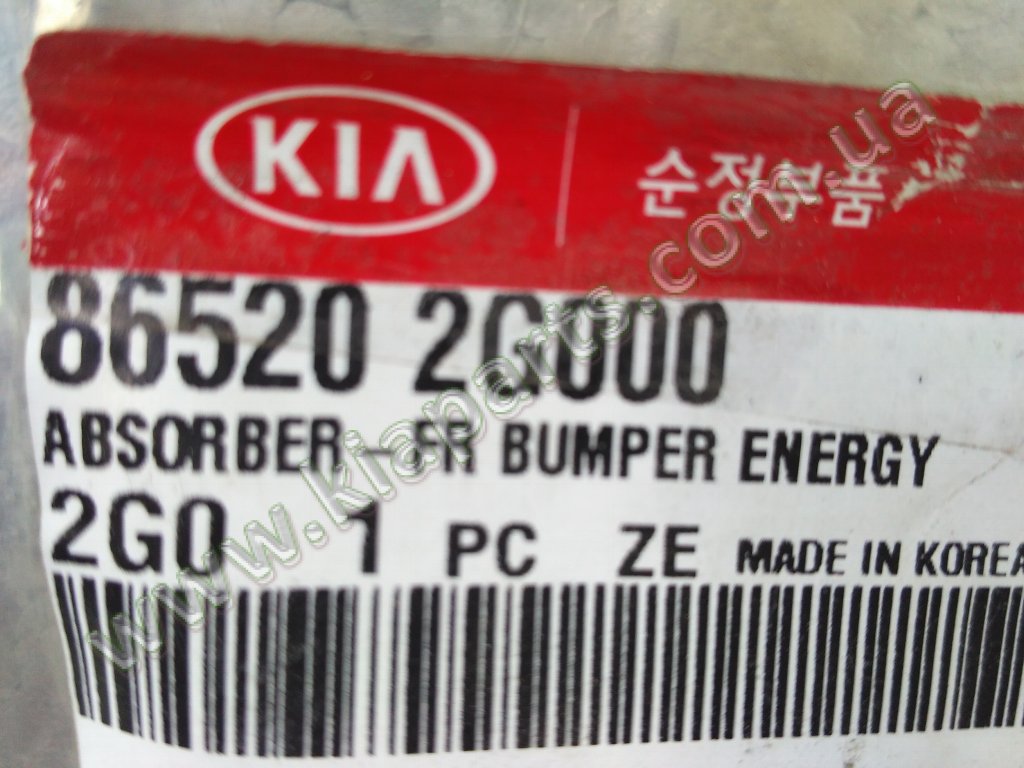 KIA 순정부품
86520 2G000
ABSORBER-FR BUMPER ENERGY
2G0 1 PC ZE MADE IN KOREA
www.kiaparts.com.ua